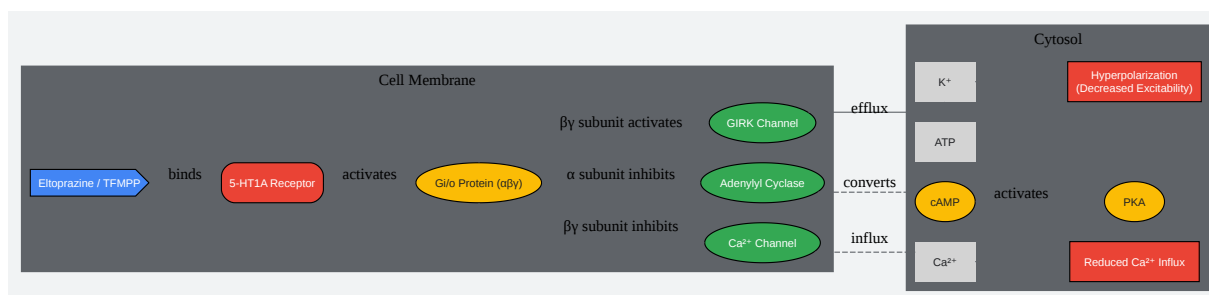 Cytosol
Cell Membrane
K⁺
Hyperpolarization
(Decreased Excitability)
efflux
βγ subunit activates
GIRK Channel
ATP
Eltoprazine / TFMPP
binds
5-HT1A Receptor
activates
Gi/o Protein (αβγ)
α subunit inhibits
Adenylyl Cyclase
converts
cAMP
activates
PKA
βγ subunit inhibits
Ca²⁺ Channel
influx
Ca²⁺
Reduced Ca²⁺ Influx